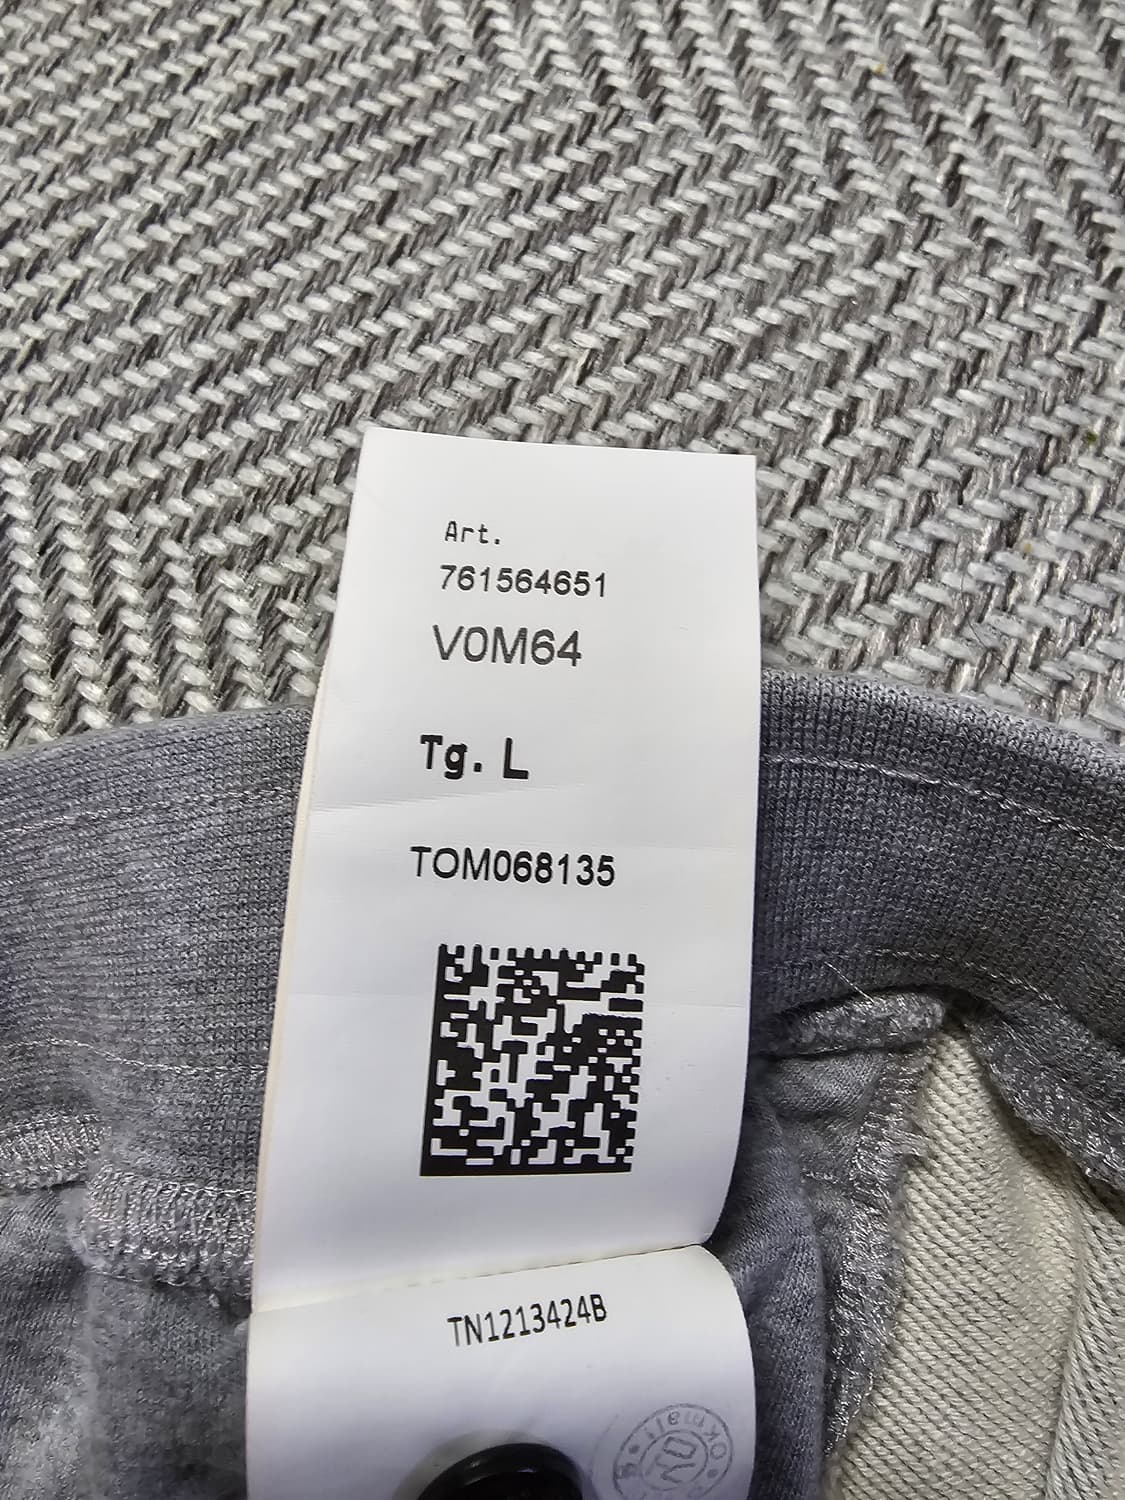 Art.
761564651
V0M64
Tg. L
TOM068135
TN1213424B